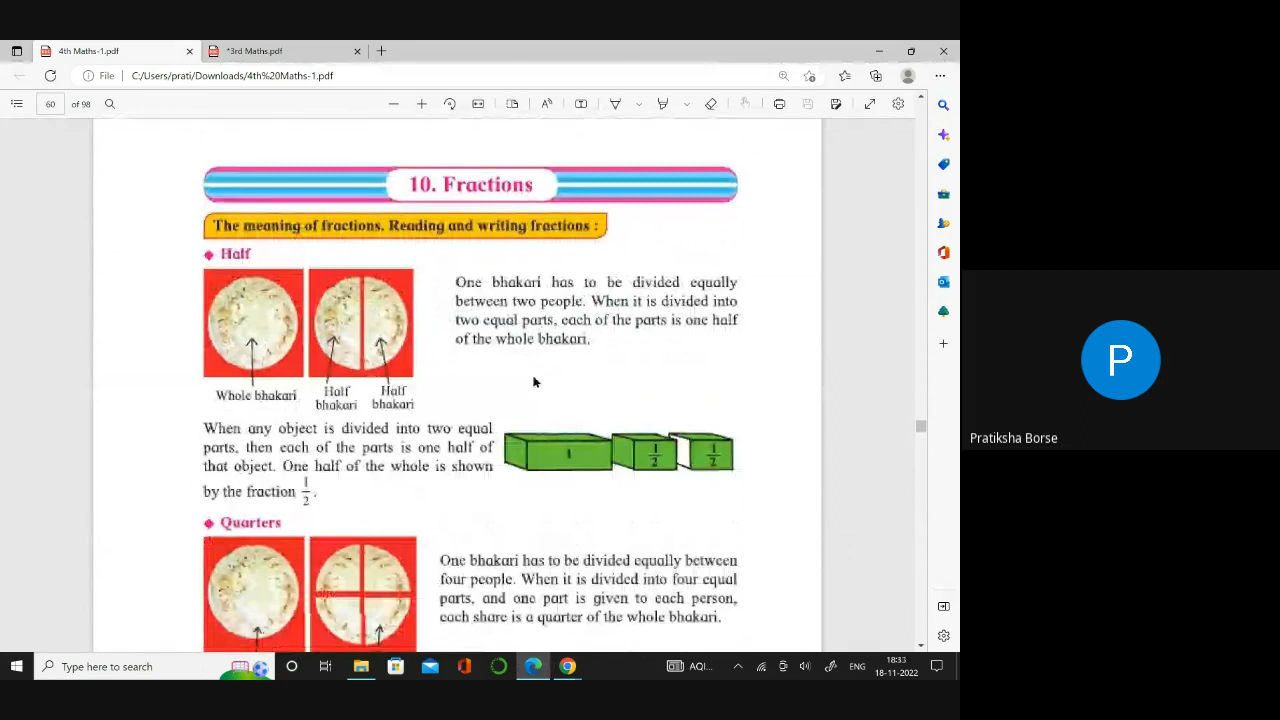 4th Maths-1.pdf
*3rd Maths.pdf
File
C:/Users/prati/Downloads/4th%20Maths-1.pdf
60 of 98
10. Fractions
The meaning of fractions. Reading and writing fractions :
Half
One bhakari has to be divided equally
between two people. When it is divided into
two equal parts, each of the parts is one half
of the whole bhakari.
Whole bhakari
Half
bhakari
Half
bhakari
When any object is divided into two equal
parts, then each of the parts is one half of
that object. One half of the whole is shown
by the fraction 1/2.
1
1/2
1/2
Quarters
One bhakari has to be divided equally between
four people. When it is divided into four equal
parts, and one part is given to each person,
each share is a quarter of the whole bhakari.
P
Pratiksha Borse
Type here to search
AQI...
ENG
18:33
18-11-2022